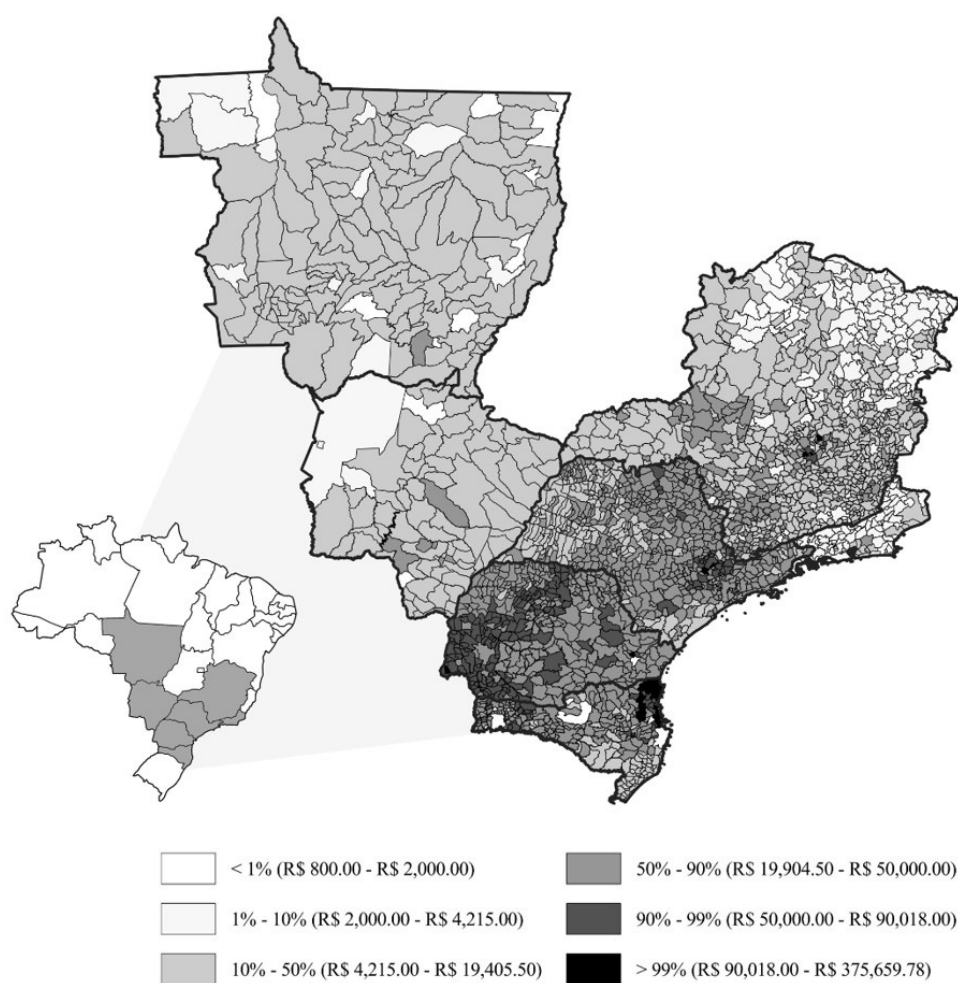 < 1% (R$ 800.00 - R$ 2,000.00)
1% - 10% (R$ 2,000.00 - R$ 4,215.00)
10% - 50% (R$ 4,215.00 - R$ 19,405.50)
50% - 90% (R$ 19,904.50 - R$ 50,000.00)
90% - 99% (R$ 50,000.00 - R$ 90,018.00)
> 99% (R$ 90,018.00 - R$ 375,659.78)